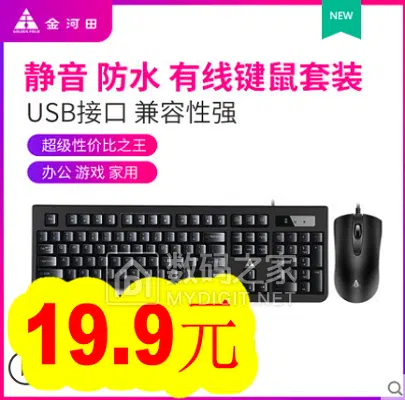 金河田
GOLDEN FIELD
NEW
静音 防水 有线键鼠套装
USB接口 兼容性强
超级性价比之王
办公 游戏 家用
数码之家
MYDIGIT.NET
19.9元